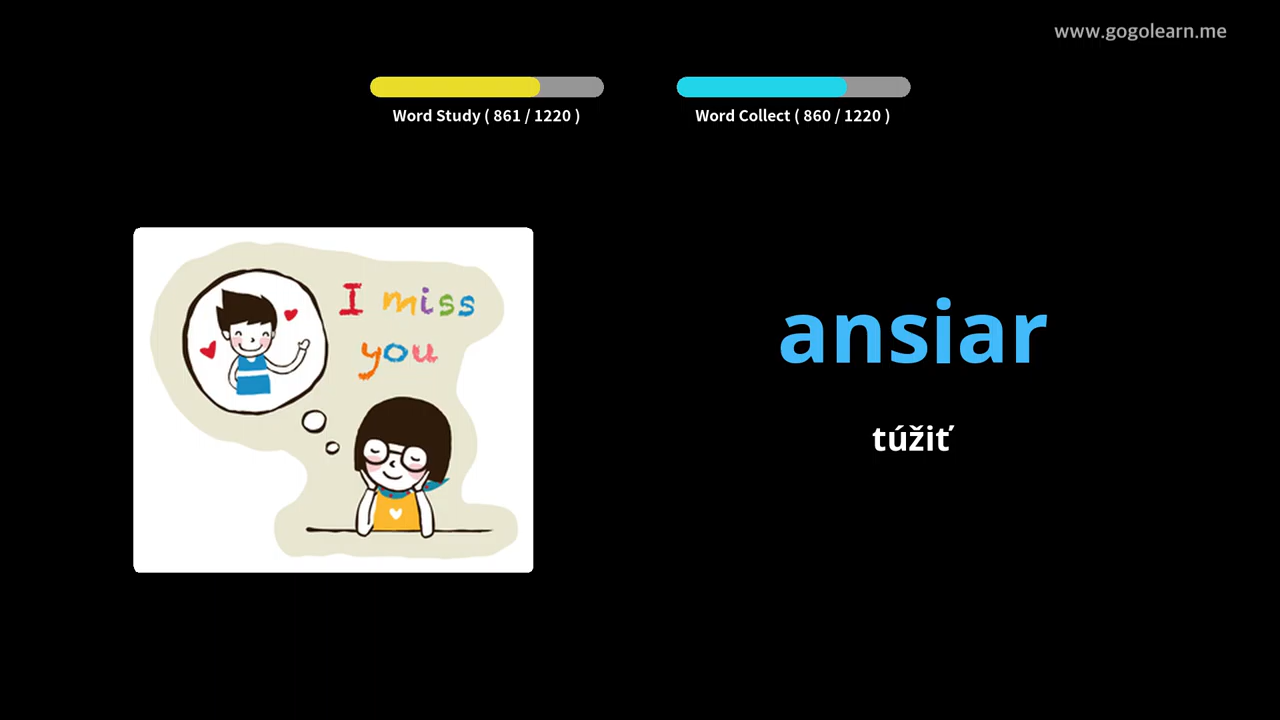 www.gogolearn.me
Word Study ( 861 / 1220 )
Word Collect ( 860 / 1220 )
I miss
you
ansiar
túžiť